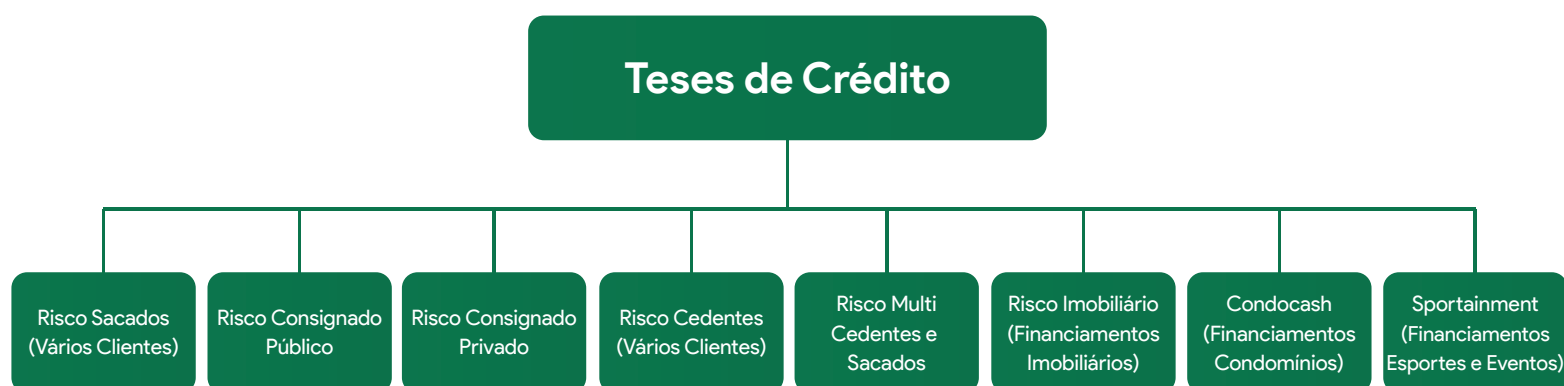 Teses de Crédito
Risco Sacados
(Vários Clientes)
Risco Consignado
Público
Risco Consignado
Privado
Risco Cedentes
(Vários Clientes)
Risco Multi
Cedentes e
Sacados
Risco Imobiliário
(Financiamentos
Imobiliários)
Condocash
(Financiamentos
Condomínios)
Sportainment
(Financiamentos
Esportes e Eventos)